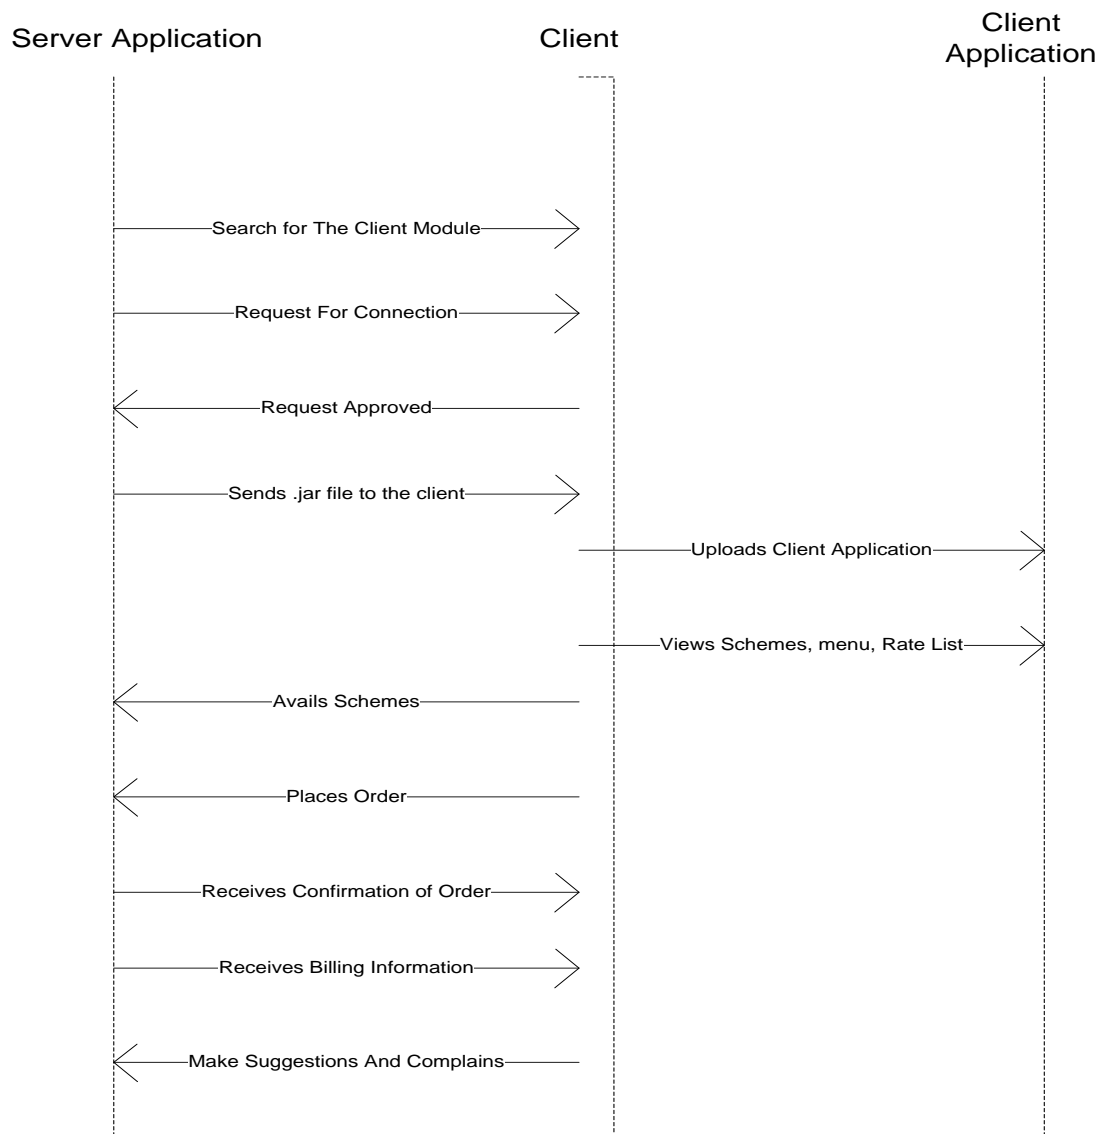 Server Application
Client
Client
Application
Search for The Client Module
Request For Connection
Request Approved
Sends .jar file to the client
Uploads Client Application
Views Schemes, menu, Rate List
Avails Schemes
Places Order
Receives Confirmation of Order
Receives Billing Information
Make Suggestions And Complains